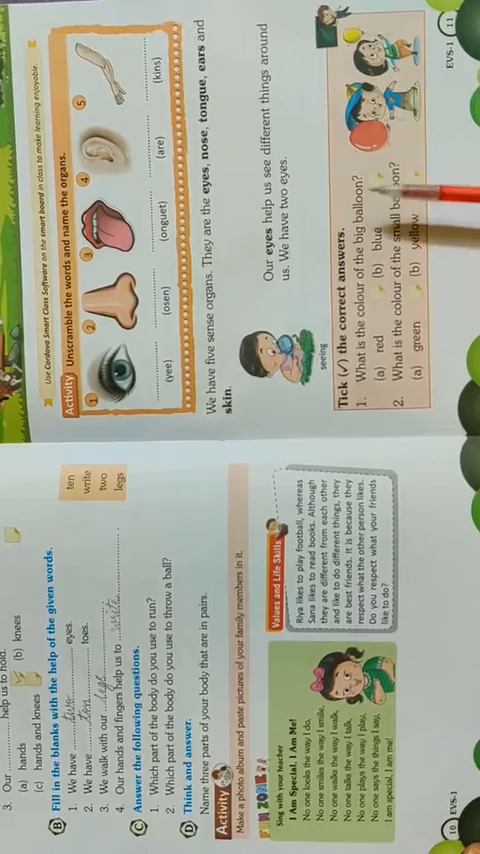 3. Our ............ help us to hold.
(a) hands (b) knees
(c) hands and knees
B Fill in the blanks with the help of the given words.
1. We have two eyes.
2. We have ten toes.
3. We walk with our legs
4. Our hands and fingers help us to write.
ten
write
two
legs
C Answer the following questions.
1. Which part of the body do you use to run?
2. Which part of the body do you use to throw a ball?
D Think and answer.
Name three parts of your body that are in pairs.
Activity
Make a photo album and paste pictures of your family members in it.
FUN ZONE
Sing with your teacher
I Am Special, I Am Me!
No one looks the way I do,
No one smiles the way I smile,
No one walks the way I walk,
No one talks the way I talk,
No one plays the way I play,
No one says the things I say,
I am special, I am me!
Values and Life Skills
Riya likes to play football, whereas
Sana likes to read books. Although
they are different from each other
and like to do different things, they
are best friends. It is because they
respect what the other person likes.
Do you respect what your friends
like to do?
10 EVS-1
Use Cordova Smart Class Software on the smart board in class to make learning enjoyable.
Activity Unscramble the words and name the organs.
1 2 3 4 5
(yee) (osen) (onguet) (are) (kins)
We have five sense organs. They are the eyes, nose, tongue, ears and
skin.
Our eyes help us see different things around
us. We have two eyes.
seeing
Tick (✓) the correct answers.
1. What is the colour of the big balloon?
(a) red (b) blue
2. What is the colour of the small
(a) green (b) yellow
EVS-1 11